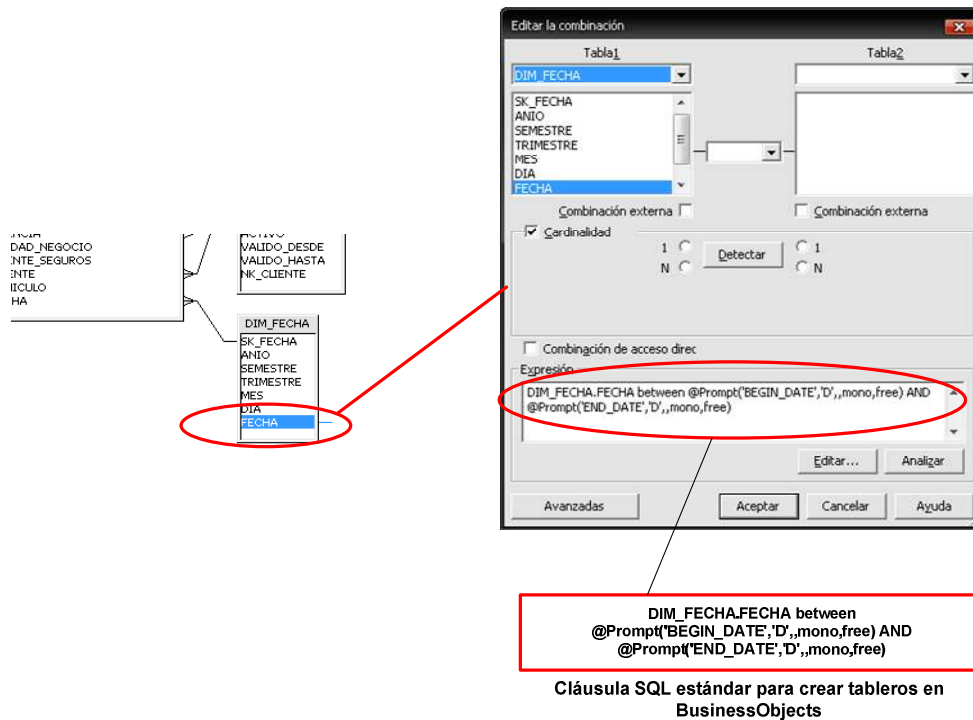 Editar la combinación
Tabla1
Tabla2
DIM_FECHA
SK_FECHA
ANIO
SEMESTRE
TRIMESTRE
MES
DIA
FECHA
Combinación externa
Combinación externa
Cardinalidad
1
N
Detectar
1
N
Combinación de acceso direc
Expresión
DIM_FECHA.FECHA between @Prompt('BEGIN_DATE','D',,mono,free) AND
@Prompt('END_DATE','D',,mono,free)
Editar...
Analizar
Avanzadas
Aceptar
Cancelar
Ayuda
DAD_NEGOCIO
NTE_SEGUROS
ENTE
ICULO
HA
ACTIVO
VALIDO_DESDE
VALIDO_HASTA
NK_CLIENTE
DIM_FECHA
SK_FECHA
ANIO
SEMESTRE
TRIMESTRE
MES
DIA
FECHA
DIM_FECHA.FECHA between
@Prompt('BEGIN_DATE','D',,mono,free) AND
@Prompt('END_DATE','D',,mono,free)
Cláusula SQL estándar para crear tableros en
BusinessObjects